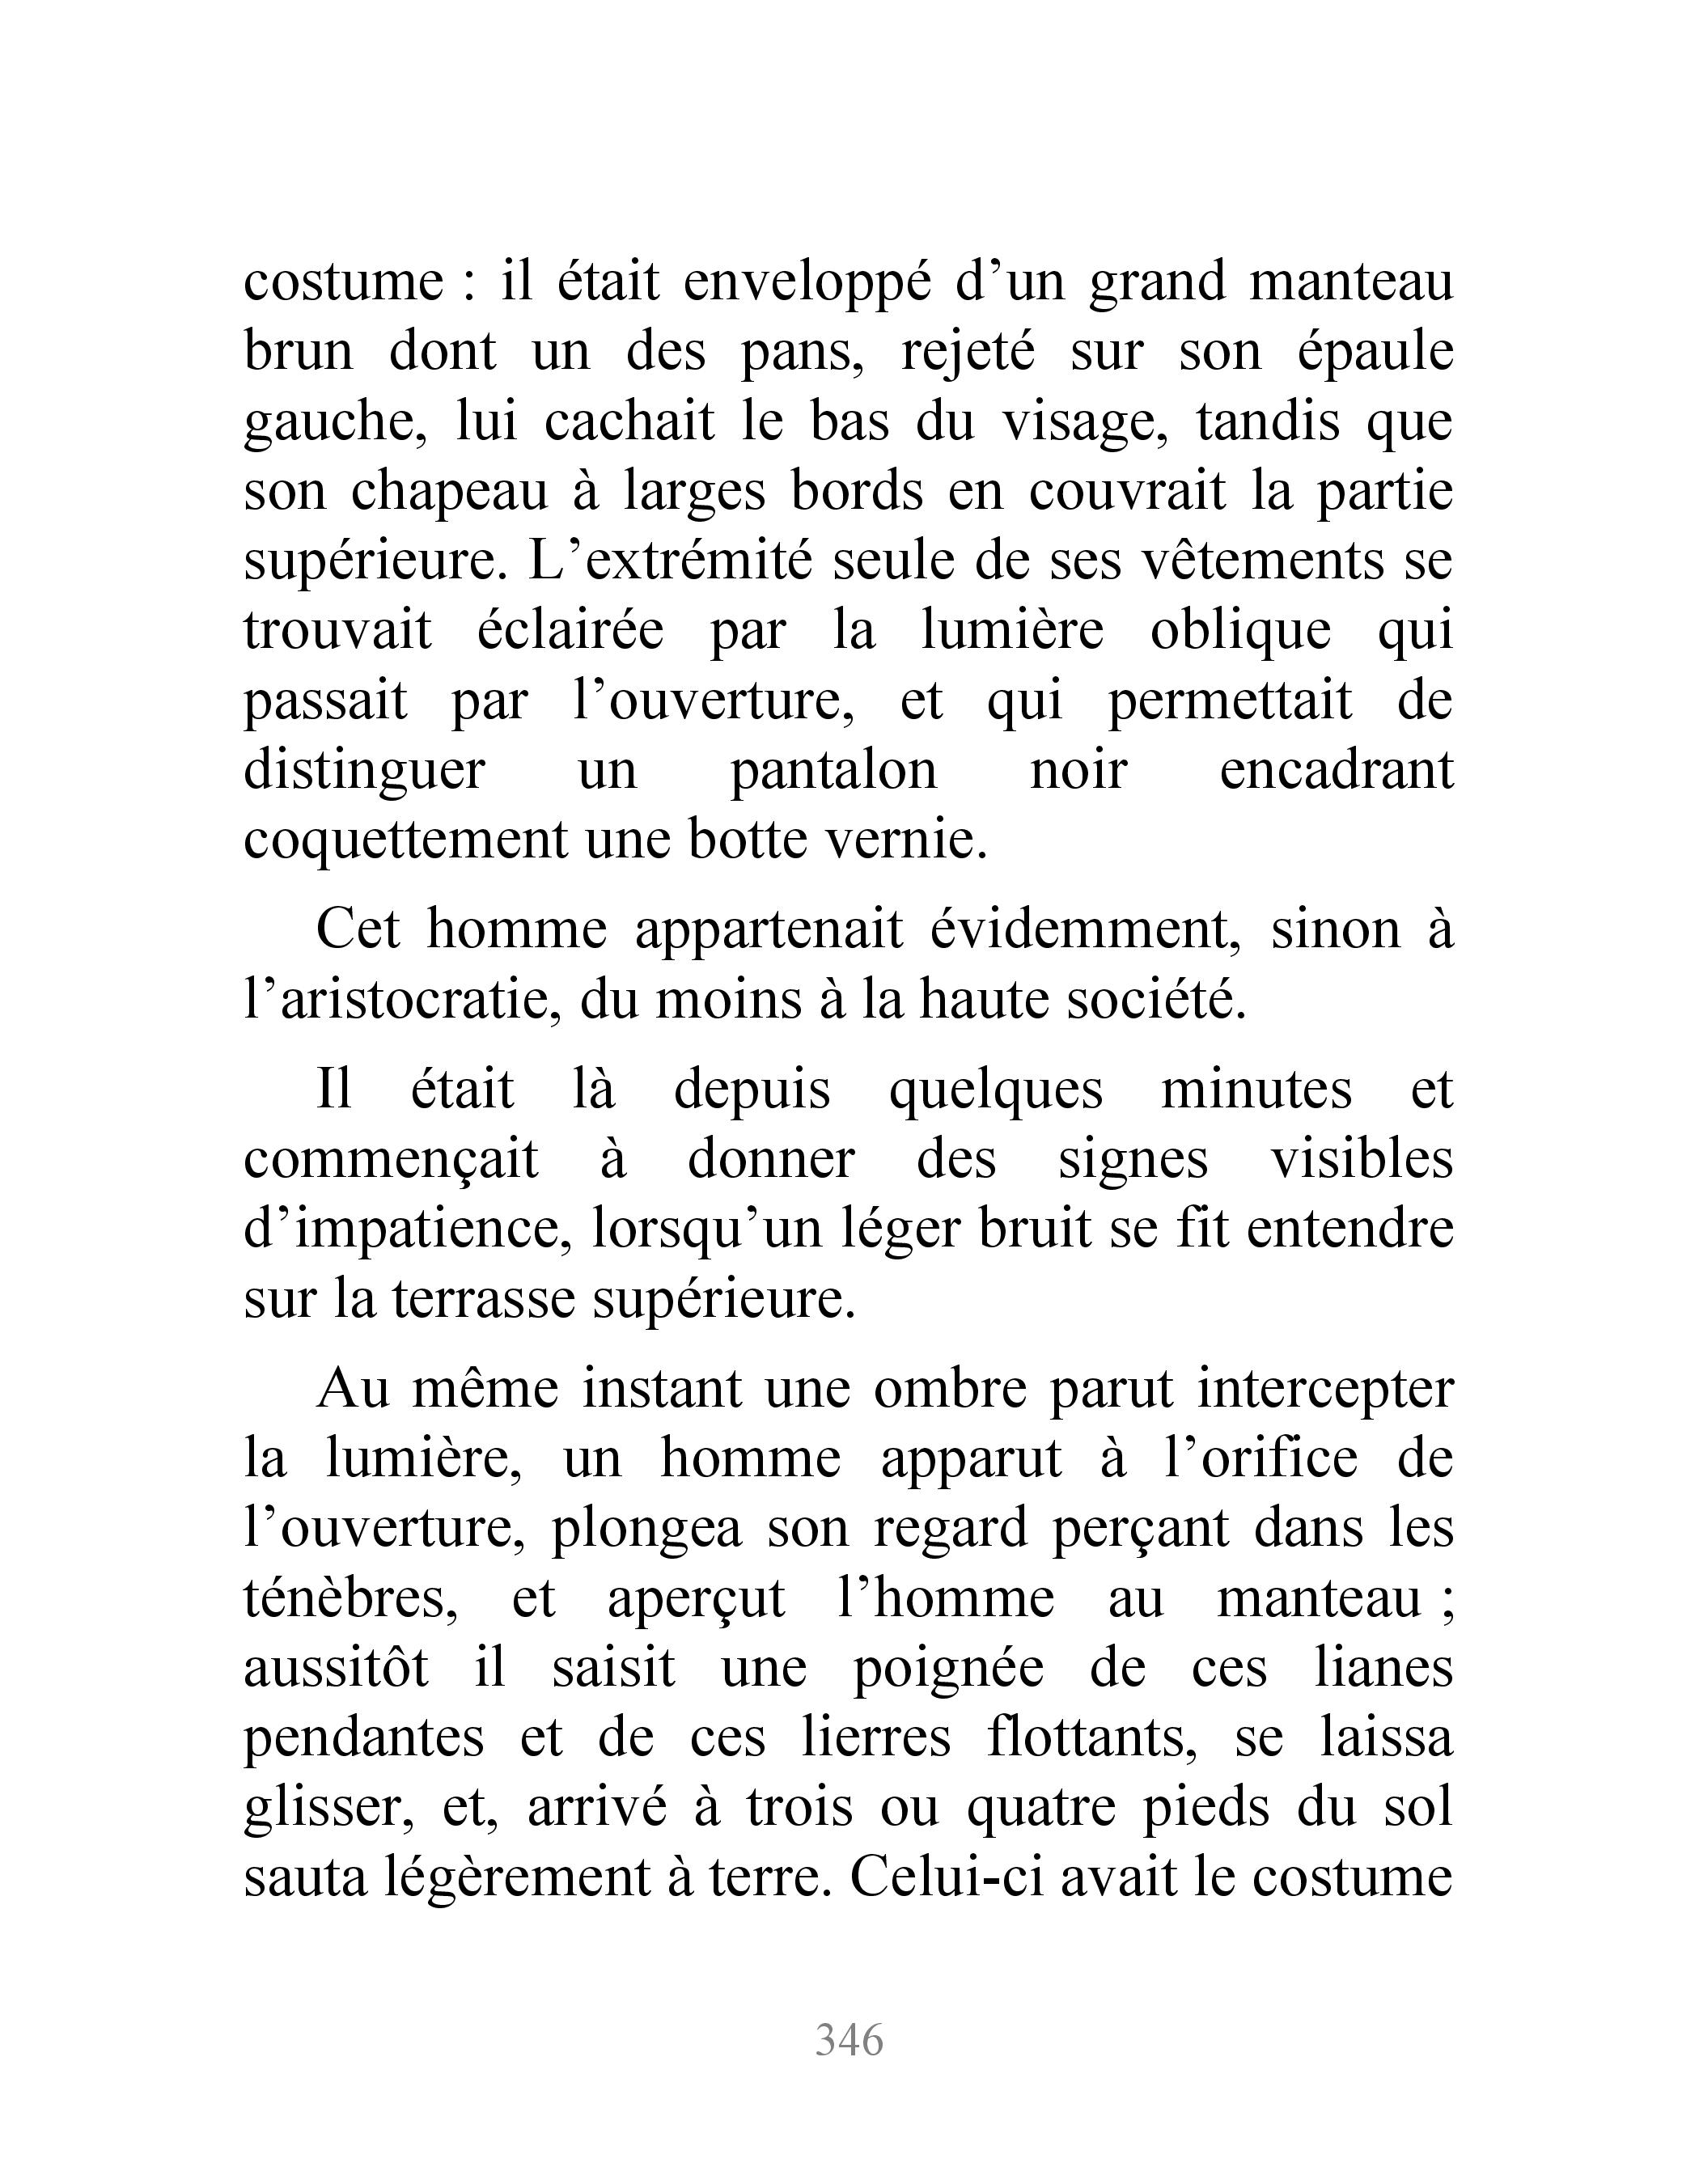 costume : il était enveloppé d’un grand manteau
brun dont un des pans, rejeté sur son épaule
gauche, lui cachait le bas du visage, tandis que
son chapeau à larges bords en couvrait la partie
supérieure. L’extrémité seule de ses vêtements se
trouvait éclairée par la lumière oblique qui
passait par l’ouverture, et qui permettait de
distinguer un pantalon noir encadrant
coquettement une botte vernie.
Cet homme appartenait évidemment, sinon à
l’aristocratie, du moins à la haute société.
Il était là depuis quelques minutes et
commençait à donner des signes visibles
d’impatience, lorsqu’un léger bruit se fit entendre
sur la terrasse supérieure.
Au même instant une ombre parut intercepter
la lumière, un homme apparut à l’orifice de
l’ouverture, plongea son regard perçant dans les
ténèbres, et aperçut l’homme au manteau ;
aussitôt il saisit une poignée de ces lianes
pendantes et de ces lierres flottants, se laissa
glisser, et, arrivé à trois ou quatre pieds du sol
sauta légèrement à terre. Celui-ci avait le costume
346